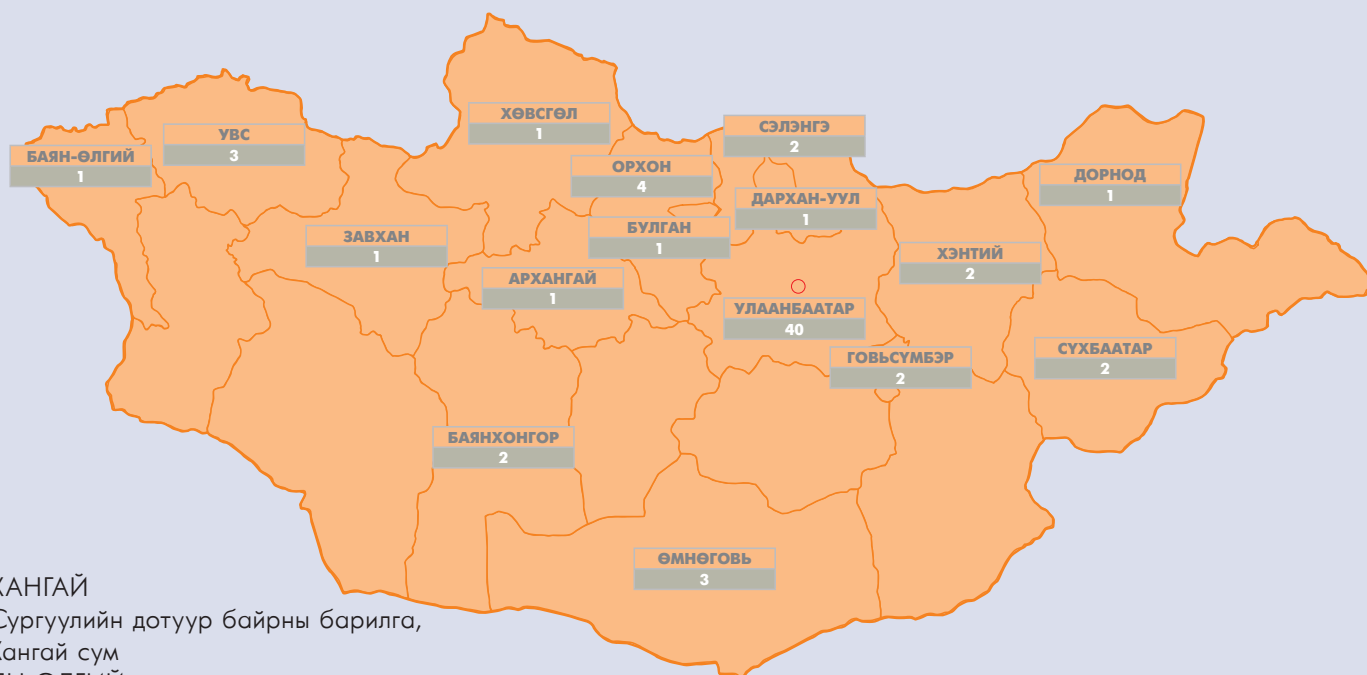 ХӨВСГӨЛ
1
СЭЛЭНГЭ
2
УВС
3
БАЯН-ӨЛГИЙ
1
ОРХОН
4
ДОРНОД
1
ДАРХАН-УУЛ
1
БУЛГАН
1
ЗАВХАН
1
ХЭНТИЙ
2
АРХАНГАЙ
1
УЛААНБААТАР
40
ГОВЬСҮМБЭР
2
СҮХБААТАР
2
БАЯНХОНГОР
2
ӨМНӨГОВЬ
3
ХАНГАЙ
Сургуулийн дотуур байрны барилга,
Хангай сум